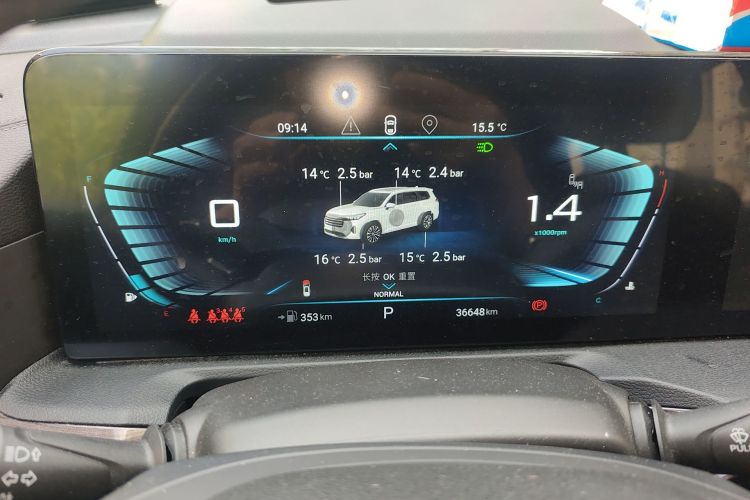 09:14
15.5 °C
F
H
14 °C 2.5 bar
14 °C 2.4 bar
0
km/h
1.4
x1000rpm
16 °C 2.5 bar
15 °C 2.5 bar
长按 OK 重置
NORMAL
E
C
353 km
P
36648 km
(P)
PULL